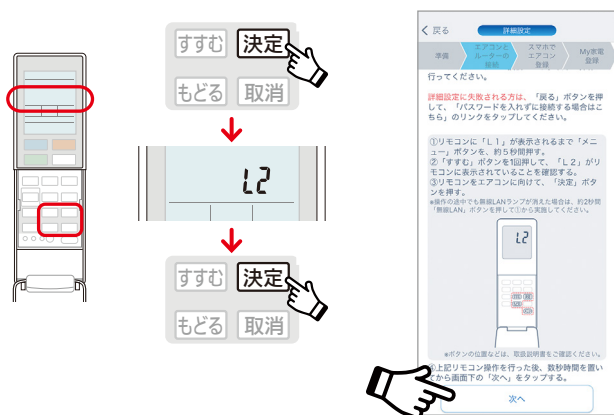 すすむ 決定
もどる 取消
L2
すすむ 決定
もどる 取消
戻る
詳細設定
準備
エアコンと
ルーターの
接続
スマホで
エアコン
登録
My家電
登録
行ってください。
詳細設定に失敗される方は、「戻る」ボタンを押
して、「パスワードを入れずに接続する場合はこ
ちら」のリンクをタップしてください。
①リモコンに「L1」が表示されるまで「メニ
ュー」ボタンを、約5秒間押す。
②「すすむ」ボタンを1回押して、「L2」がリ
モコンに表示されていることを確認する。
③リモコンをエアコンに向けて、「決定」ボタ
ンを押す。
※操作の途中でも無線LANランプが消えた場合は、約2秒間
「無線LAN」ボタンを押して①から実施してください。
L2
※ボタンの位置などは、取扱説明書をご確認ください。
上記リモコン操作を行った後、数秒時間を置い
てから画面下の「次へ」をタップする。
次へ